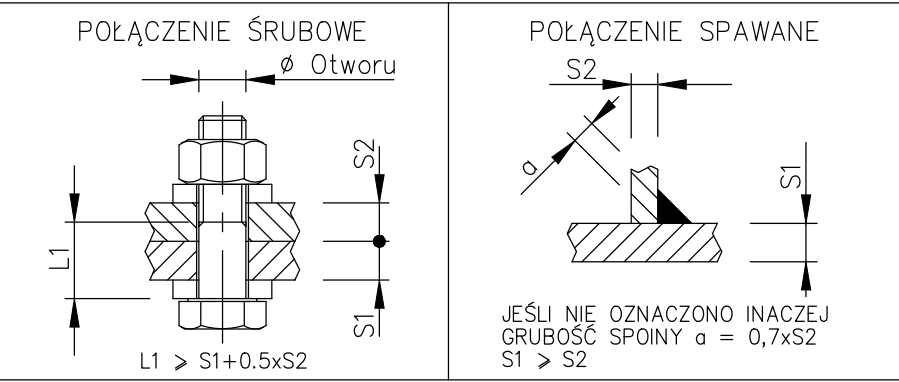 POŁĄCZENIE ŚRUBOWE
ø Otworu
S2
L1
S1
L1 ⩾ S1+0.5xS2
POŁĄCZENIE SPAWANE
S2
a
S1
JEŚLI NIE OZNACZONO INACZEJ
GRUBOŚĆ SPOINY a = 0,7xS2
S1 ⩾ S2